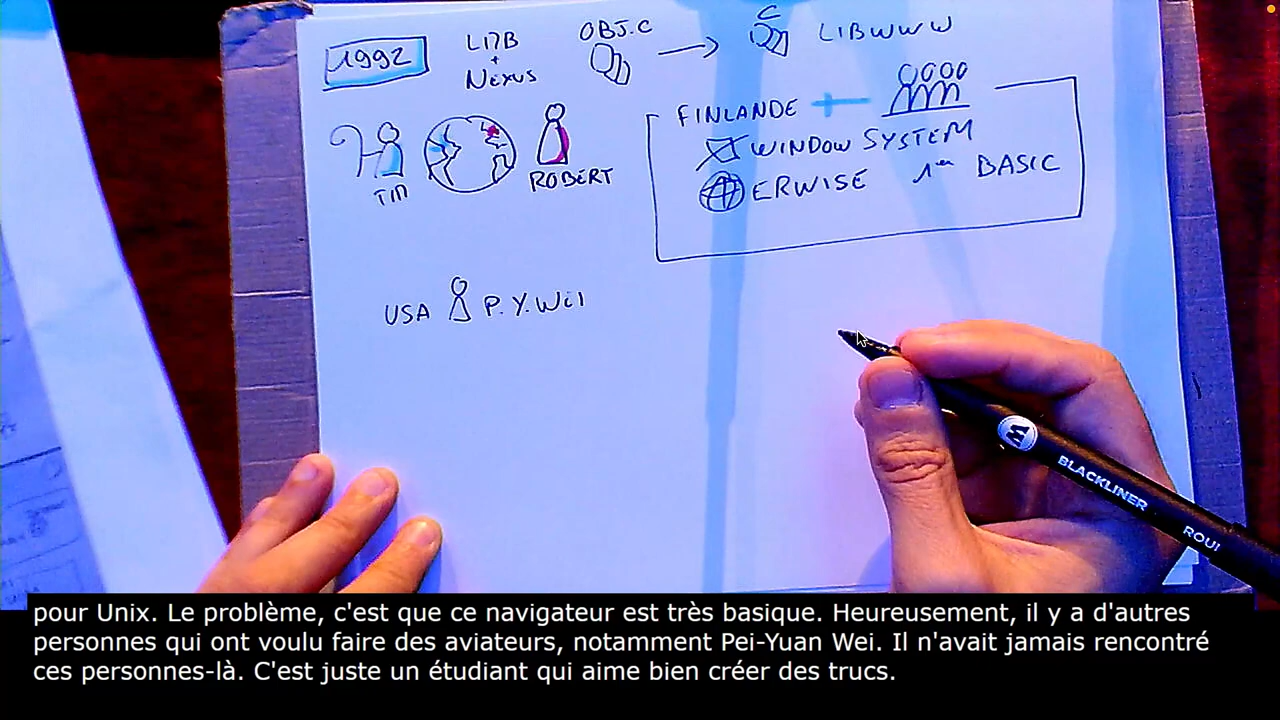 1992
LIB
+
NEXUS
OBJ.C
C
LIBWWW
TIM
ROBERT
FINLANDE +
X WINDOW SYSTEM
ERWISE 1er BASIC
USA P.Y.Wei
BLACKLINER ROUI
pour Unix. Le problème, c'est que ce navigateur est très basique. Heureusement, il y a d'autres
personnes qui ont voulu faire des aviateurs, notamment Pei-Yuan Wei. Il n'avait jamais rencontré
ces personnes-là. C'est juste un étudiant qui aime bien créer des trucs.